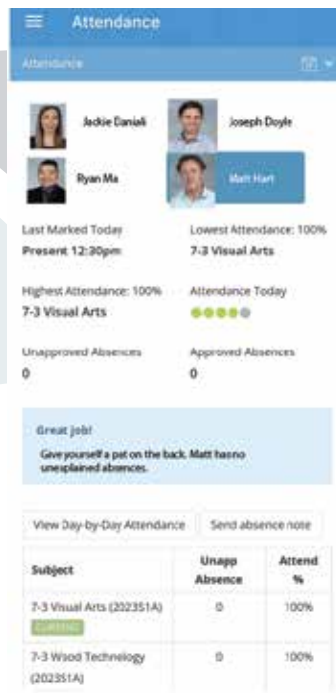 Attendance
Attendance
Jackie Daniali
Joseph Doyle
Ryan Ma
Matt Hart
Last Marked Today
Present 12:30pm
Lowest Attendance: 100%
7-3 Visual Arts
Highest Attendance: 100%
7-3 Visual Arts
Attendance Today
Unapproved Absences
0
Approved Absences
0
Great job!
Give yourself a pat on the back. Matt has no
unexplained absences.
View Day-by-Day Attendance
Send absence note
Subject
Unapp
Absence
Attend
%
7-3 Visual Arts (2023S1A)
CURRENT
0
100%
7-3 Wood Technology
(2023S1A)
0
100%